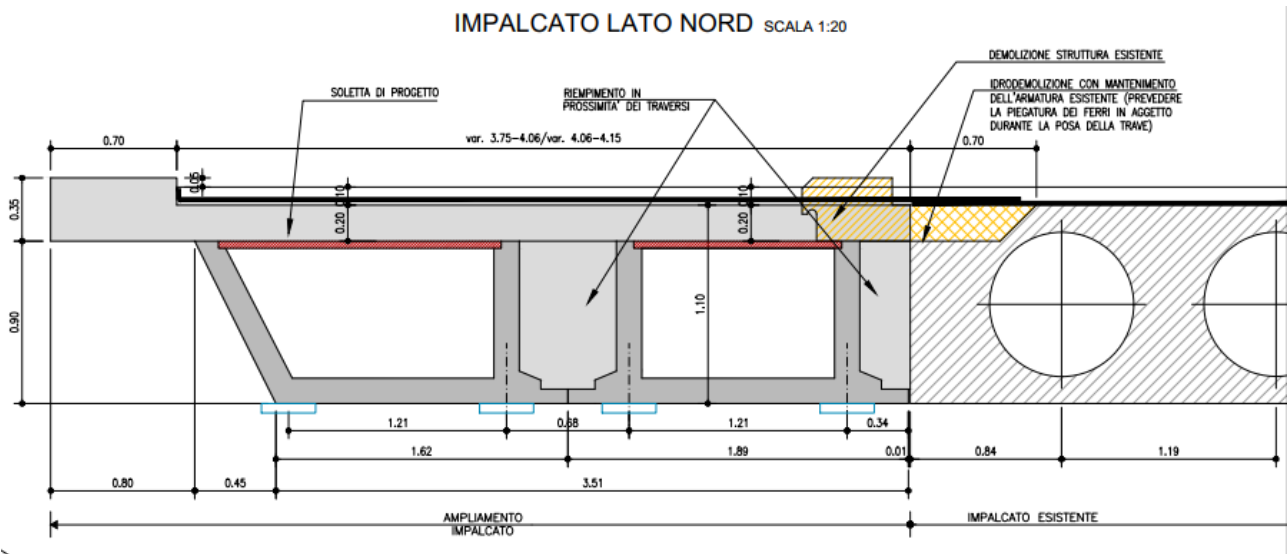 IMPALCATO LATO NORD SCALA 1:20
DEMOLIZIONE STRUTTURA ESISTENTE
SOLETTA DI PROGETTO
RIEMPIMENTO IN
PROSSIMITA' DEI TRAVERSI
IDRODEMOLIZIONE CON MANTENIMENTO
DELL'ARMATURA ESISTENTE (PREVEDERE
LA PIEGATURA DEI FERRI IN AGGETTO
DURANTE LA POSA DELLA TRAVE)
0.70
var. 3.75-4.06/var. 4.06-4.15
0.70
0.05
0.10
0.10
0.35
0.20
0.20
0.90
1.10
1.21
0.68
1.21
0.34
1.62
1.89
0.01
0.84
1.19
0.80
0.45
3.51
AMPLIAMENTO
IMPALCATO
IMPALCATO ESISTENTE